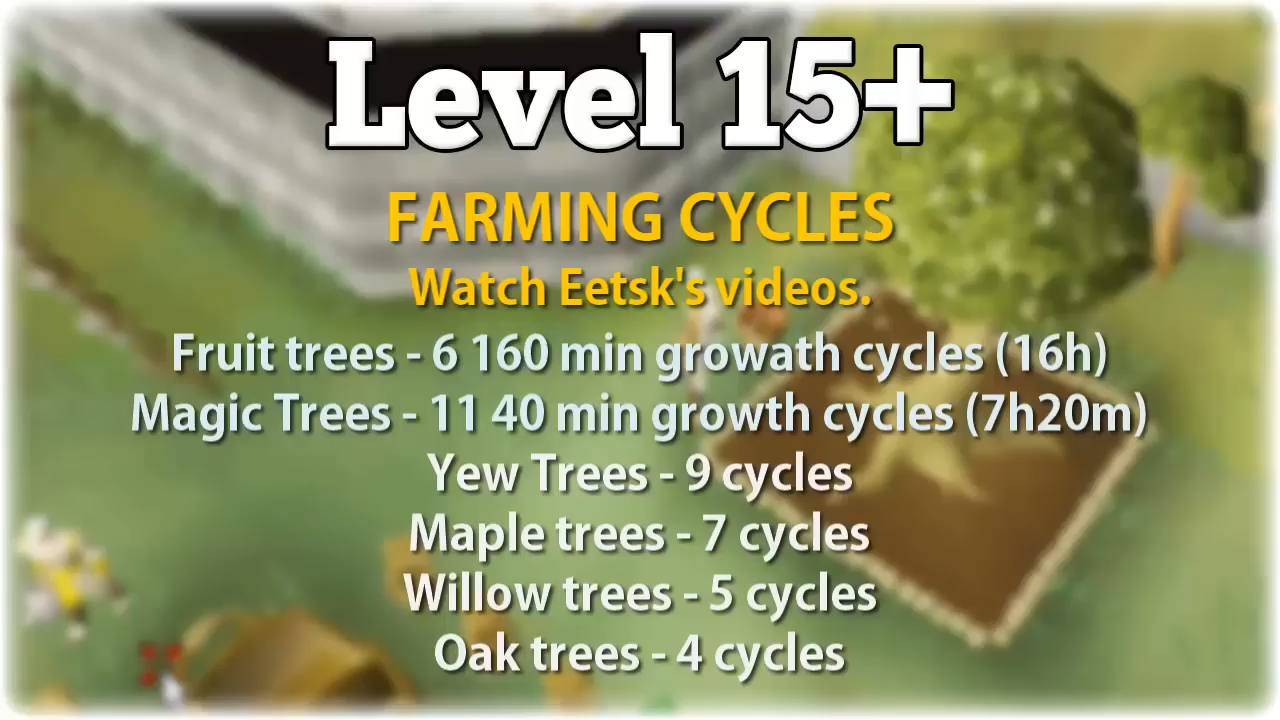 Level 15+
FARMING CYCLES
Watch Eetsk's videos.
Fruit trees - 6 160 min growath cycles (16h)
Magic Trees - 11 40 min growth cycles (7h20m)
Yew Trees - 9 cycles
Maple trees - 7 cycles
Willow trees - 5 cycles
Oak trees - 4 cycles